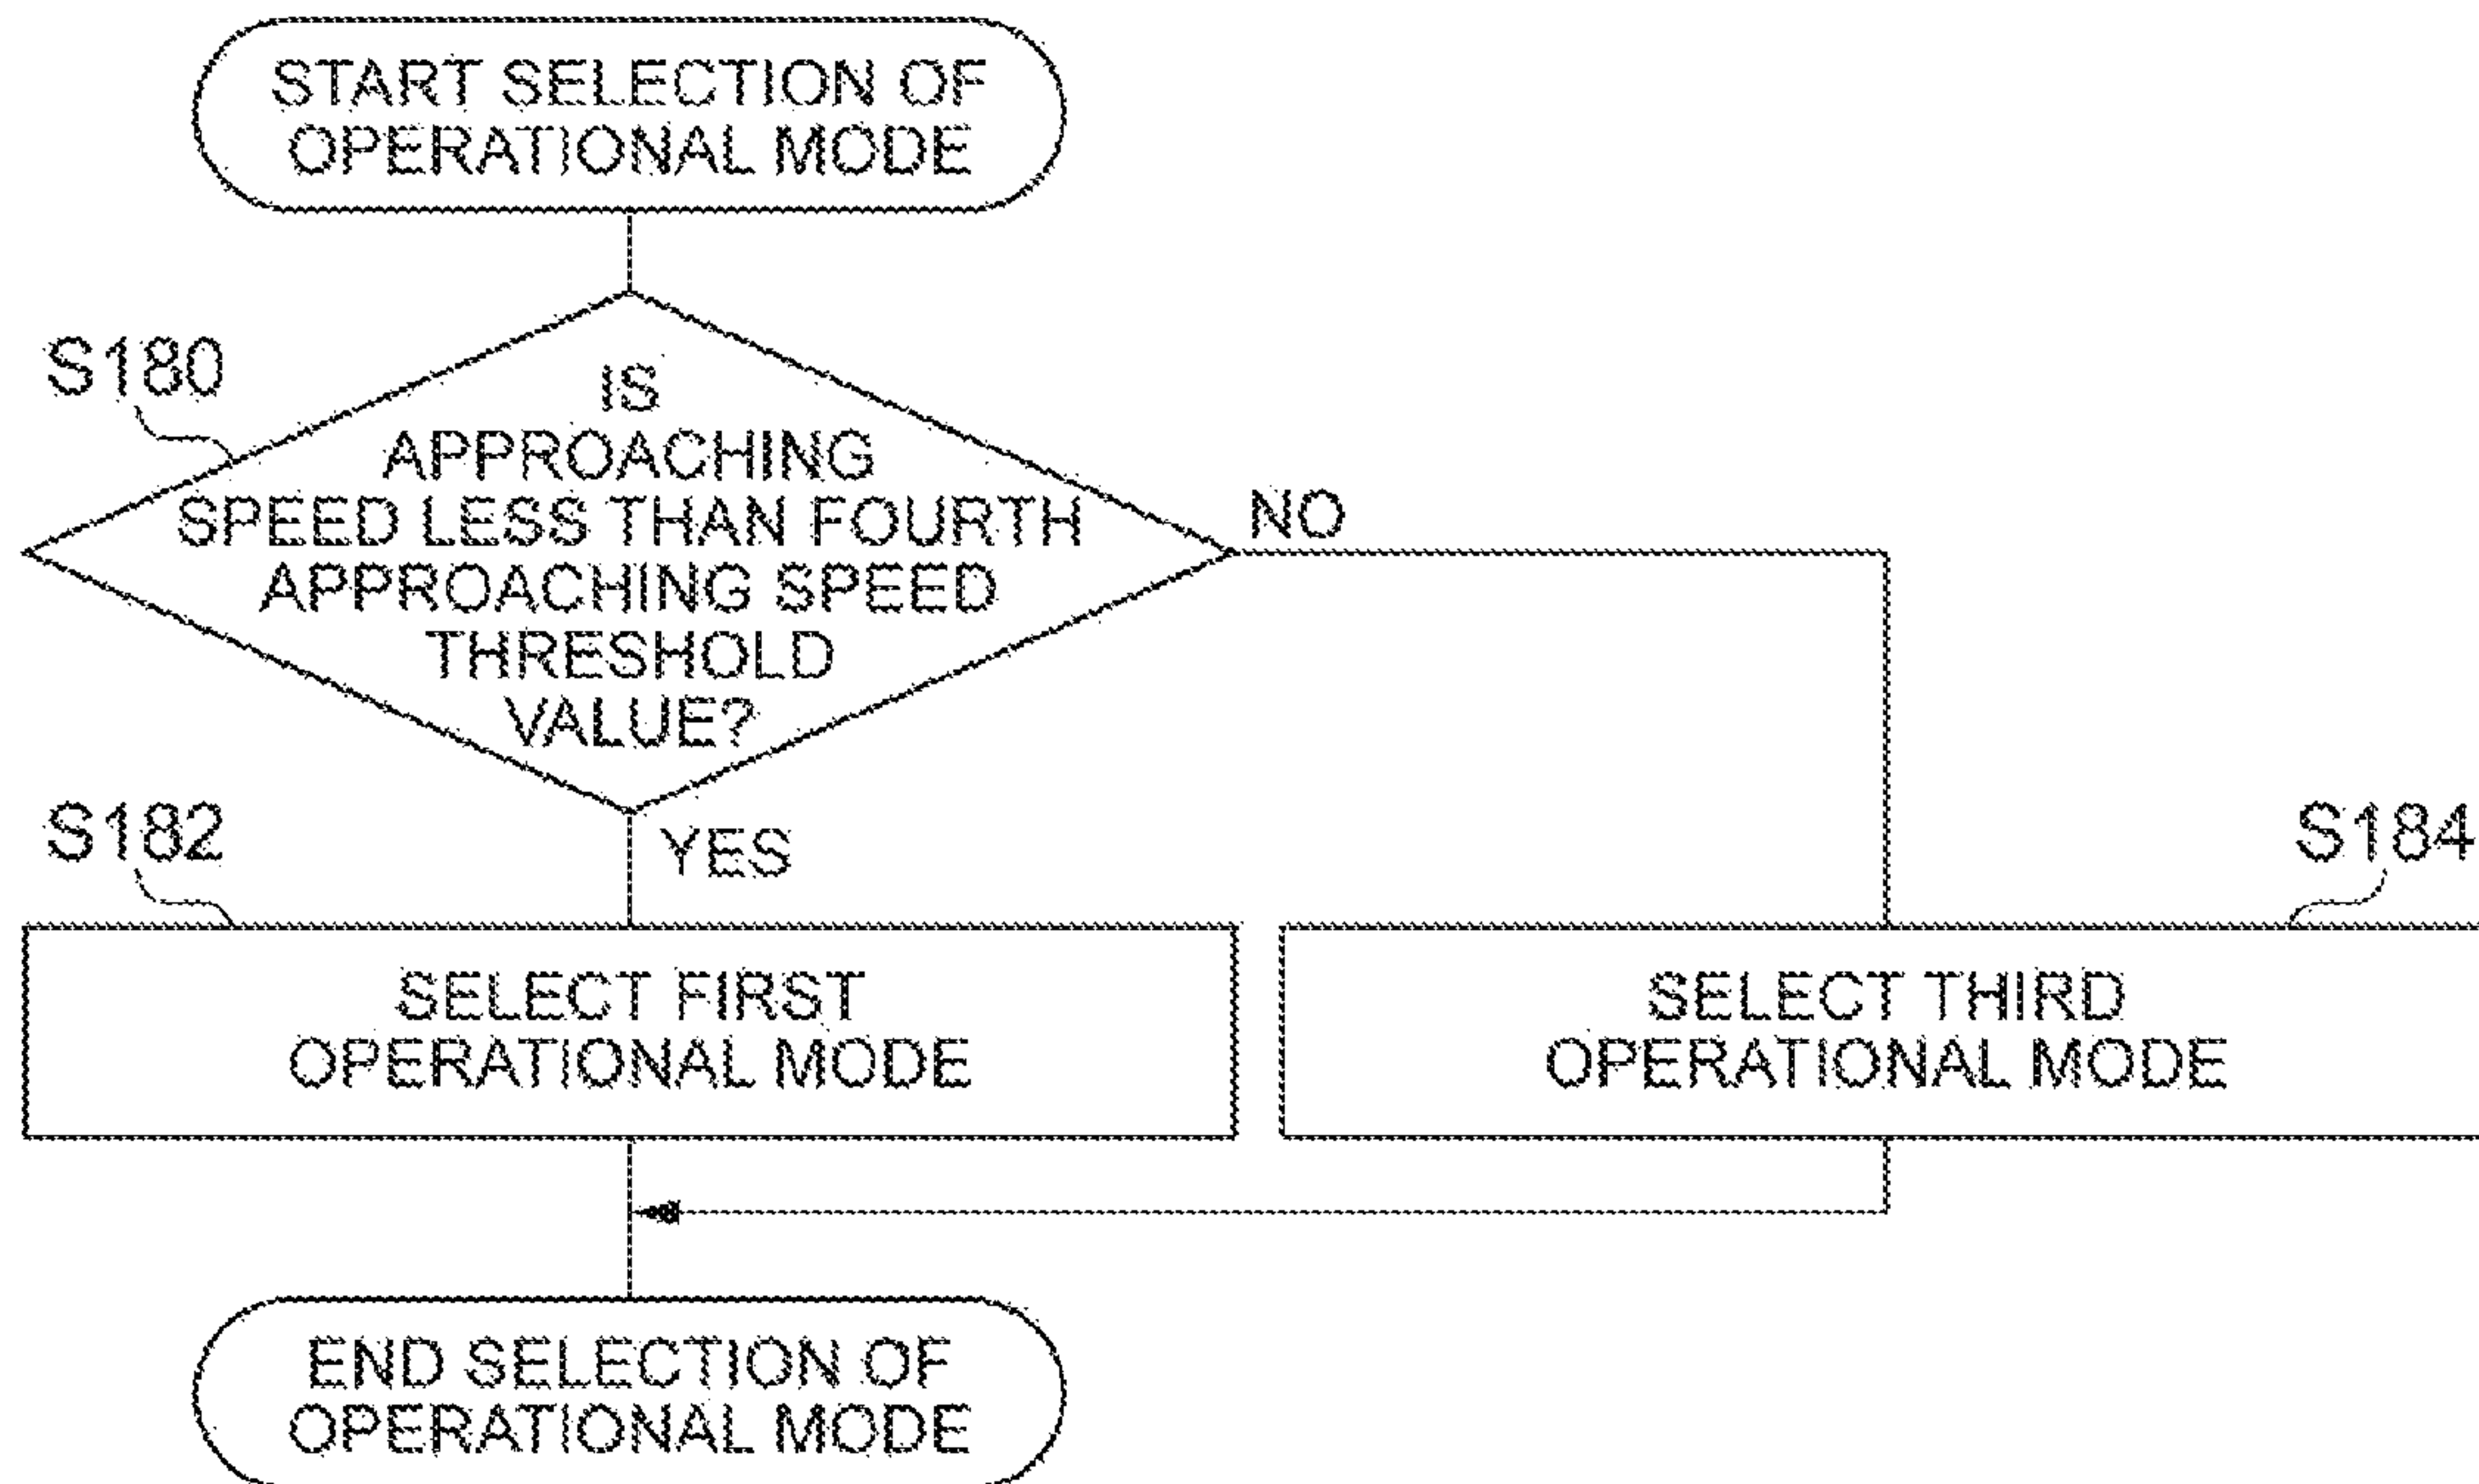 START SELECTION OF
OPERATIONAL MODE
S180
IS
APPROACHING
SPEED LESS THAN FOURTH
APPROACHING SPEED
THRESHOLD
VALUE?
NO
YES
S182
SELECT FIRST
OPERATIONAL MODE
S184
SELECT THIRD
OPERATIONAL MODE
END SELECTION OF
OPERATIONAL MODE